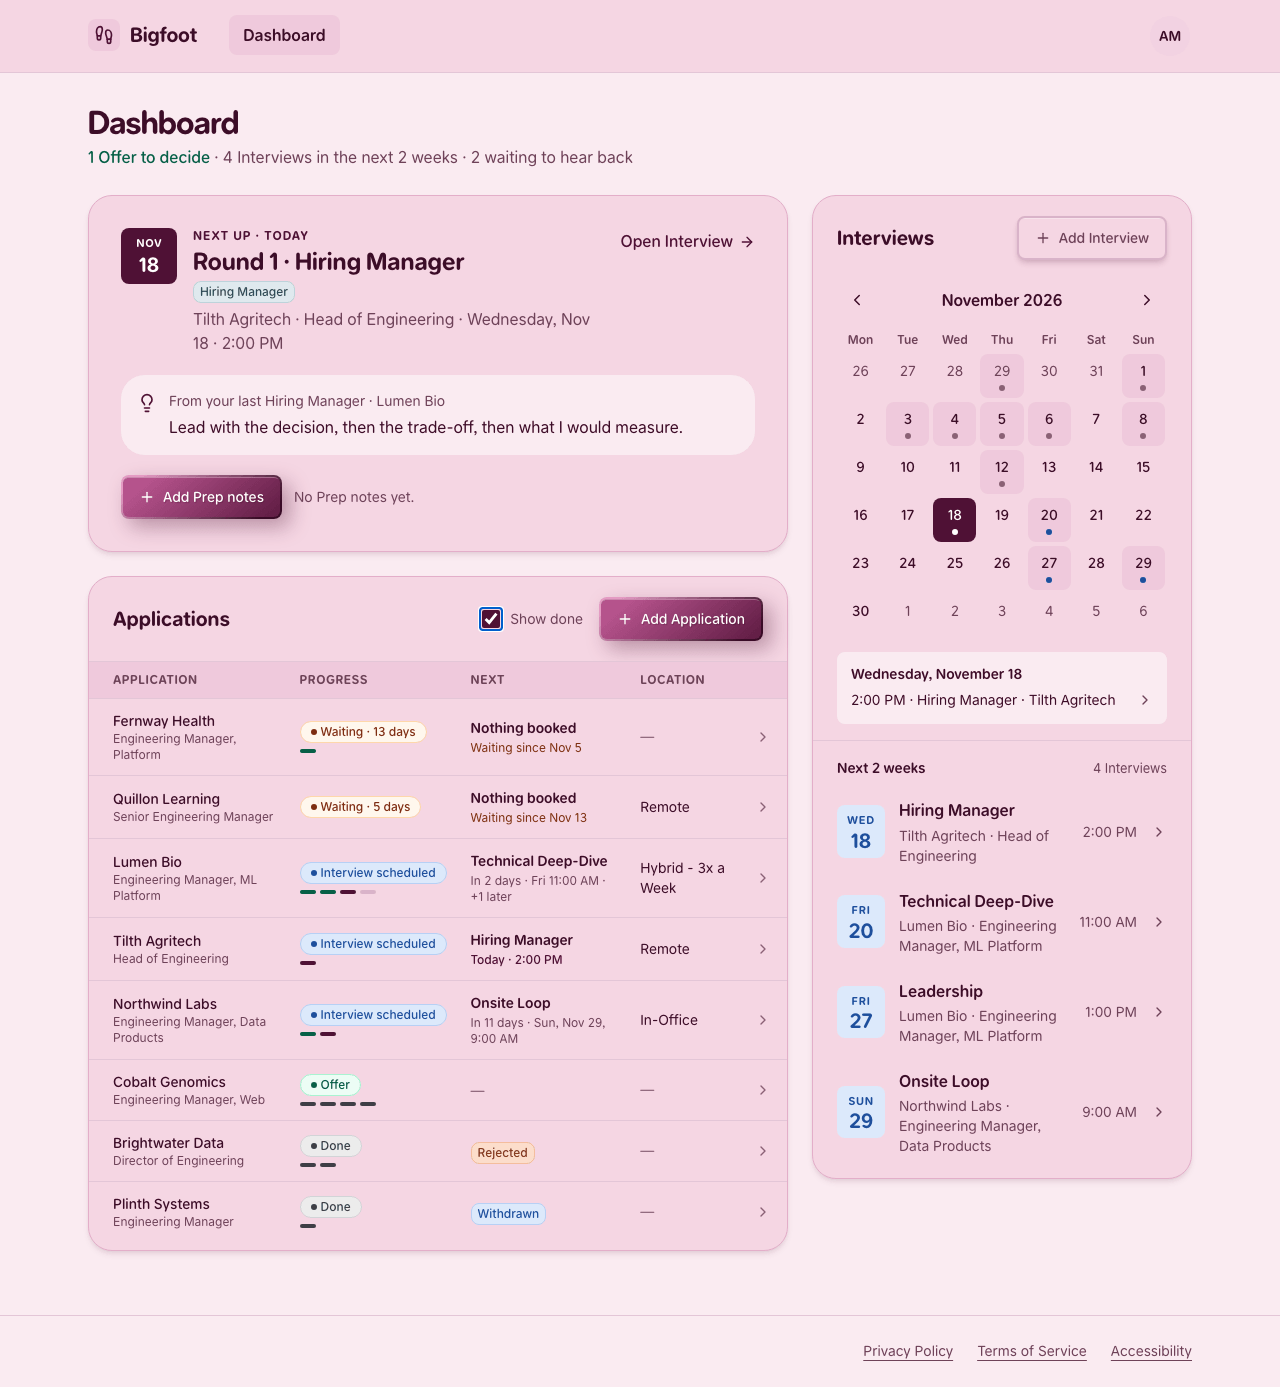 Bigfoot
Dashboard
AM
Dashboard
1 Offer to decide · 4 Interviews in the next 2 weeks · 2 waiting to hear back
NOV
18
NEXT UP · TODAY
Round 1 · Hiring Manager
Hiring Manager
Tilth Agritech · Head of Engineering · Wednesday, Nov
18 · 2:00 PM
Open Interview
From your last Hiring Manager · Lumen Bio
Lead with the decision, then the trade-off, then what I would measure.
Add Prep notes
No Prep notes yet.
Applications
Show done
Add Application
APPLICATION PROGRESS NEXT LOCATION
Fernway Health
Engineering Manager,
Platform
Waiting · 13 days
Nothing booked
Waiting since Nov 5
—
Quillon Learning
Senior Engineering Manager
Waiting · 5 days
Nothing booked
Waiting since Nov 13
Remote
Lumen Bio
Engineering Manager, ML
Platform
Interview scheduled
Technical Deep-Dive
In 2 days · Fri 11:00 AM ·
+1 later
Hybrid - 3x a
Week
Tilth Agritech
Head of Engineering
Interview scheduled
Hiring Manager
Today · 2:00 PM
Remote
Northwind Labs
Engineering Manager, Data
Products
Interview scheduled
Onsite Loop
In 11 days · Sun, Nov 29,
9:00 AM
In-Office
Cobalt Genomics
Engineering Manager, Web
Offer
—
—
Brightwater Data
Director of Engineering
Done
Rejected
—
Plinth Systems
Engineering Manager
Done
Withdrawn
—
Interviews
Add Interview
November 2026
Mon Tue Wed Thu Fri Sat Sun
26 27 28 29 30 31 1
2 3 4 5 6 7 8
9 10 11 12 13 14 15
16 17 18 19 20 21 22
23 24 25 26 27 28 29
30 1 2 3 4 5 6
Wednesday, November 18
2:00 PM · Hiring Manager · Tilth Agritech
Next 2 weeks
4 Interviews
WED
18
Hiring Manager
Tilth Agritech · Head of
Engineering
2:00 PM
FRI
20
Technical Deep-Dive
Lumen Bio · Engineering
Manager, ML Platform
11:00 AM
FRI
27
Leadership
Lumen Bio · Engineering
Manager, ML Platform
1:00 PM
SUN
29
Onsite Loop
Northwind Labs ·
Engineering Manager,
Data Products
9:00 AM
Privacy Policy
Terms of Service
Accessibility